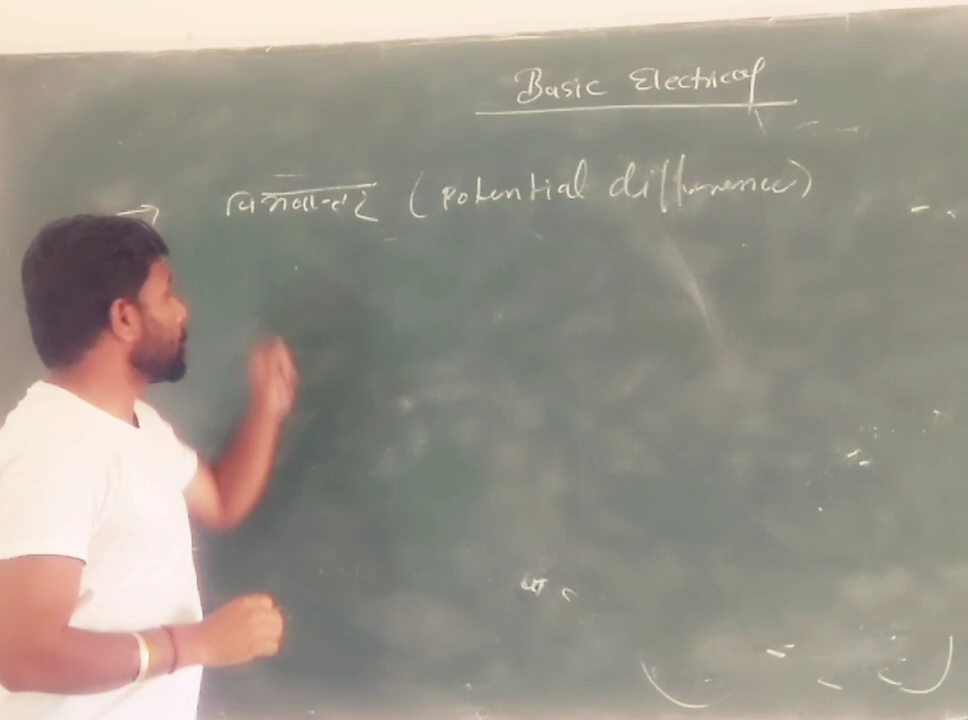 Basic Electrical
→ विभवान्तर (potential difference)